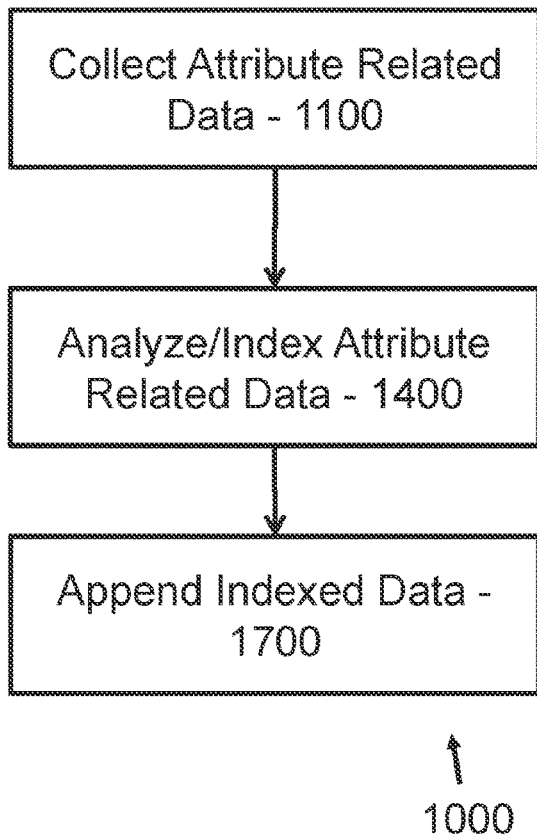 Collect Attribute Related
Data - 1100
Analyze/Index Attribute
Related Data - 1400
Append Indexed Data -
1700
1000